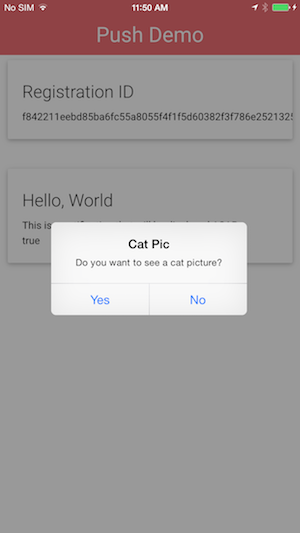 No SIM 11:50 AM
Push Demo
Registration ID
f842211eebd85ba6fc55a8055f4f1f5d60382f3f786e2521325
Hello, World
This is
true
Cat Pic
Do you want to see a cat picture?
Yes No